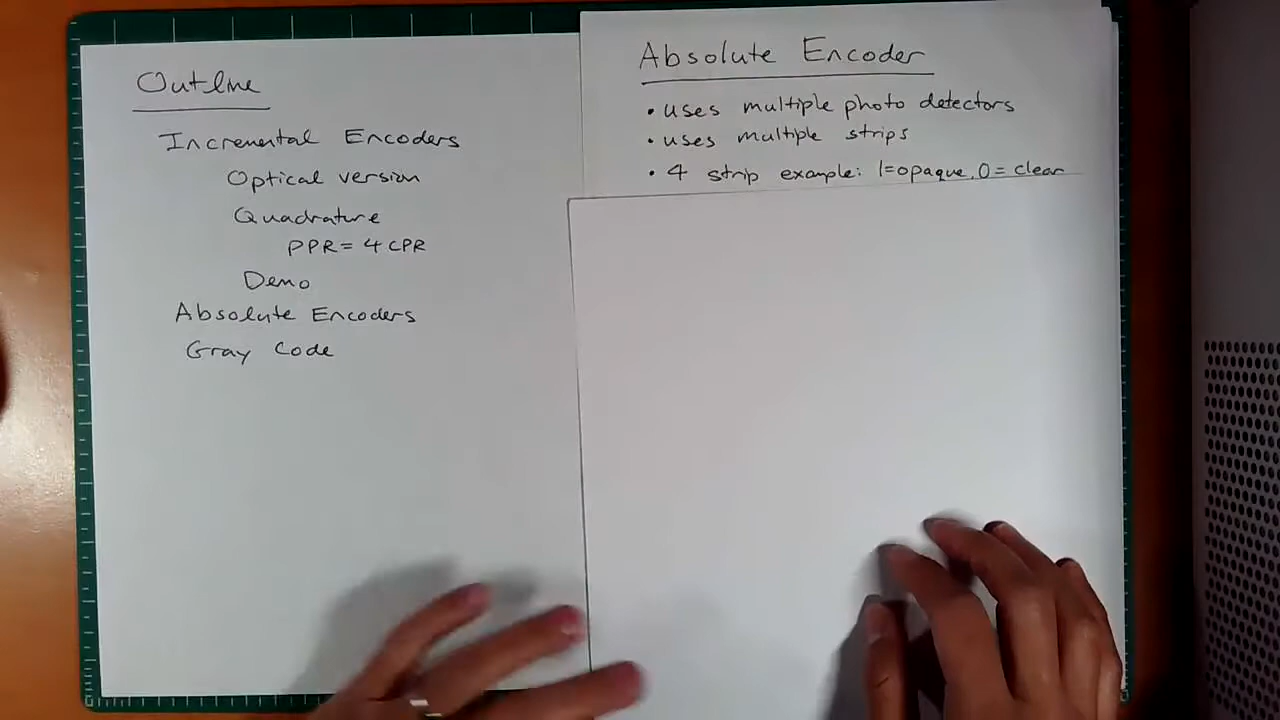 Outline
Incremental Encoders
Optical version
Quadrature
PPR = 4 CPR
Demo
Absolute Encoders
Gray Code
Absolute Encoder
• uses multiple photo detectors
• uses multiple strips
• 4 strip example: 1=opaque, 0=clear